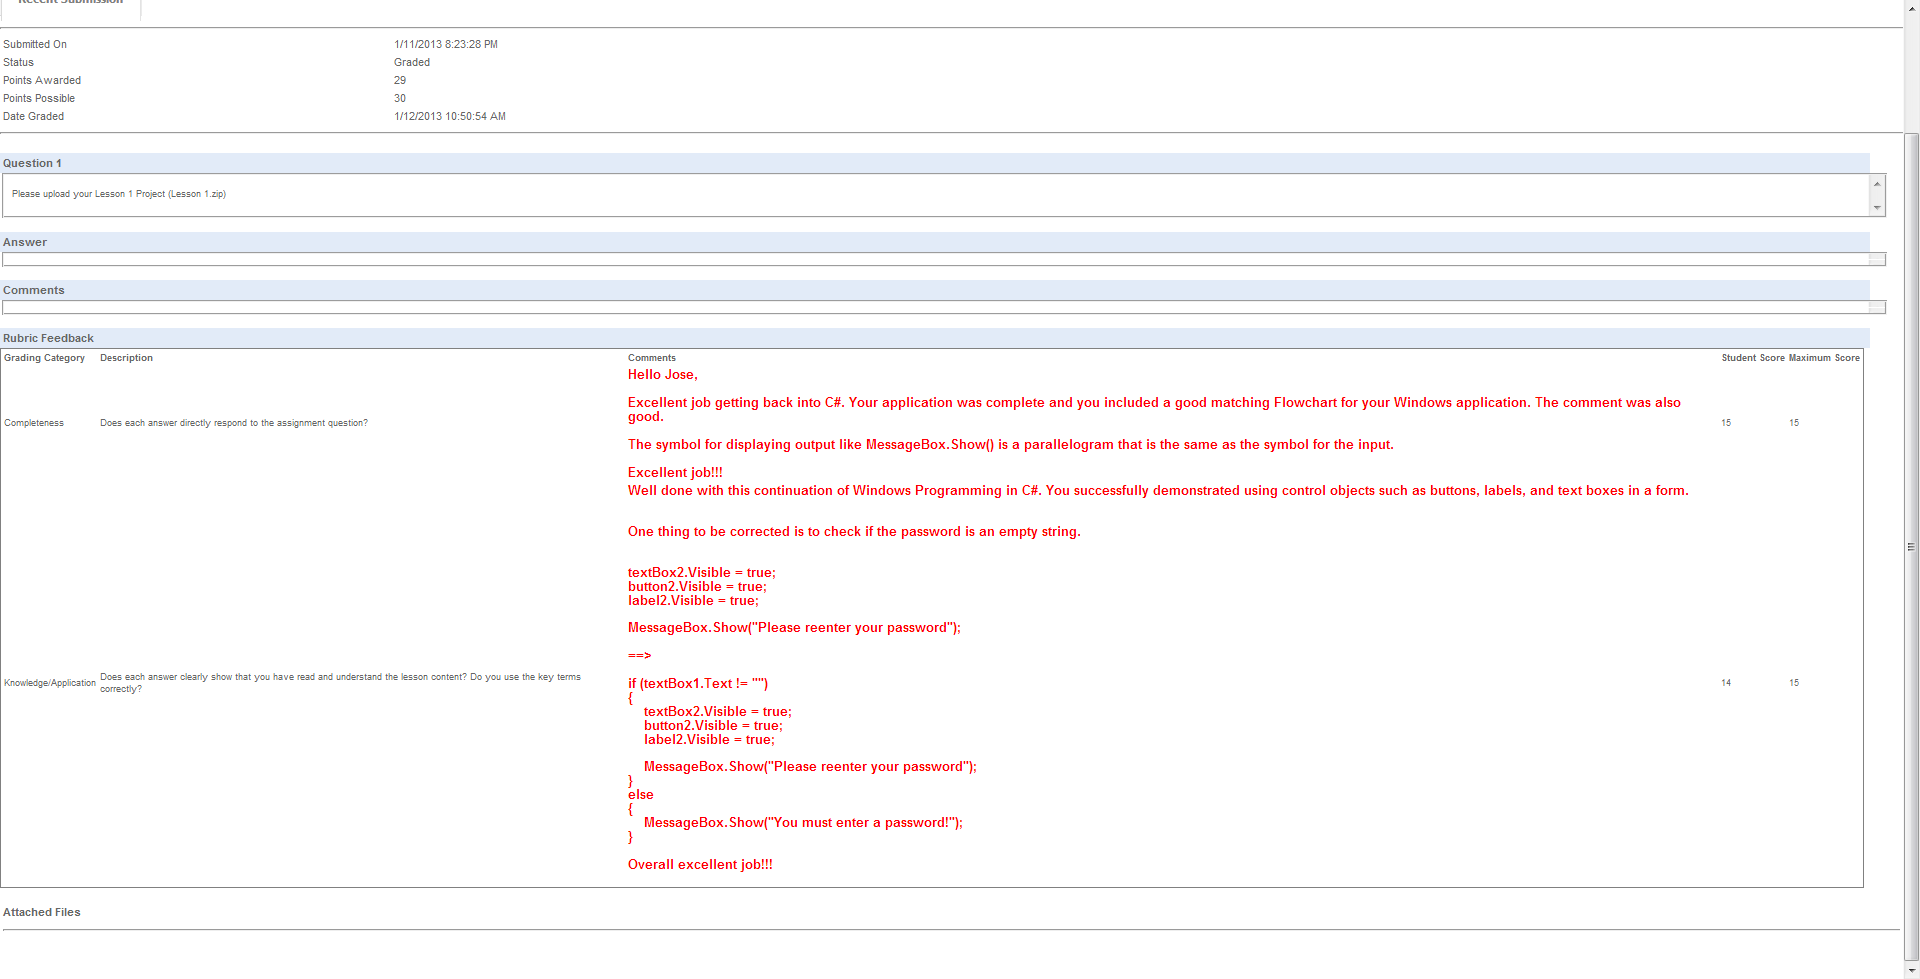 Recent Submission
Submitted On 1/11/2013 8:23:28 PM
Status Graded
Points Awarded 29
Points Possible 30
Date Graded 1/12/2013 10:50:54 AM
Question 1
Please upload your Lesson 1 Project (Lesson 1.zip)
Answer
Comments
Rubric Feedback
Grading Category Description Comments Student Score Maximum Score
Hello Jose,
Excellent job getting back into C#. Your application was complete and you included a good matching Flowchart for your Windows application. The comment was also
good.
Completeness Does each answer directly respond to the assignment question? 15 15
The symbol for displaying output like MessageBox.Show() is a parallelogram that is the same as the symbol for the input.
Excellent job!!!
Well done with this continuation of Windows Programming in C#. You successfully demonstrated using control objects such as buttons, labels, and text boxes in a form.
One thing to be corrected is to check if the password is an empty string.
textBox2.Visible = true;
button2.Visible = true;
label2.Visible = true;
MessageBox.Show("Please reenter your password");
==>
Knowledge/Application Does each answer clearly show that you have read and understand the lesson content? Do you use the key terms
correctly?
14 15
if (textBox1.Text != "")
{
textBox2.Visible = true;
button2.Visible = true;
label2.Visible = true;
MessageBox.Show("Please reenter your password");
}
else
{
MessageBox.Show("You must enter a password!");
}
Overall excellent job!!!
Attached Files